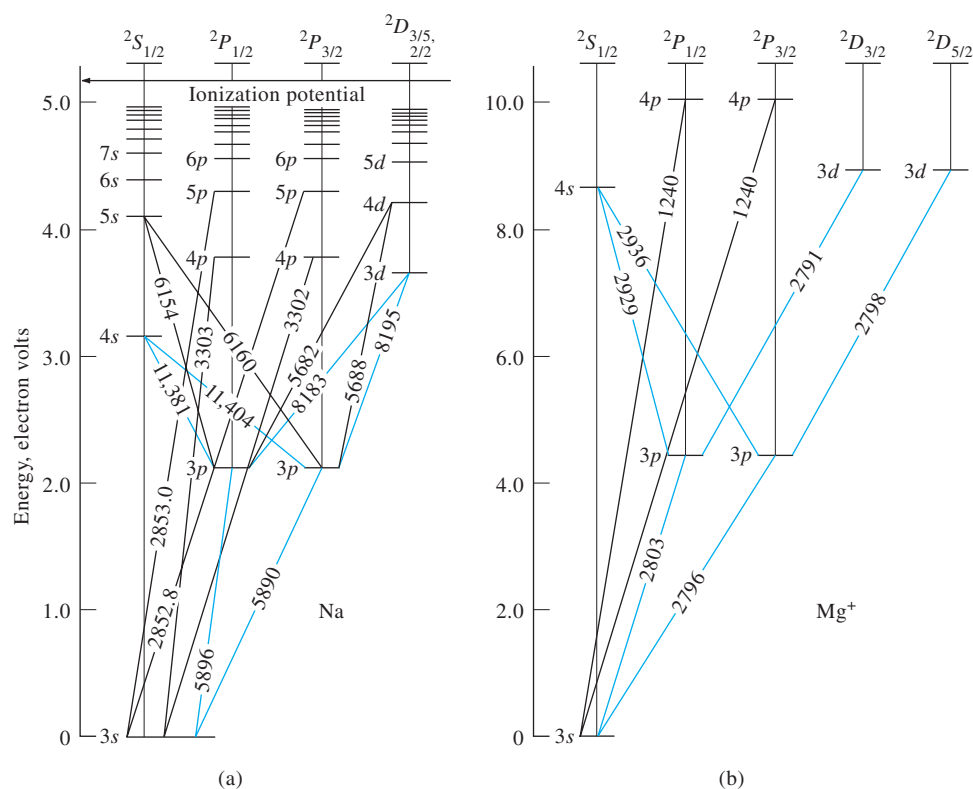 ²S₁/₂ ²P₁/₂ ²P₃/₂ ²D₃/₅, ₂/₂
Ionization potential
Energy, electron volts
5.0
4.0
3.0
2.0
1.0
0
7s
6s
5s
4s
3s
6p
5p
4p
3p
6p
5p
4p
3p
5d
4d
3d
6154
3303
11,381
6160
11,404
3302
5682
8183
5688
8195
2853.0
2852.8
5896
5890
Na
(a)
²S₁/₂ ²P₁/₂ ²P₃/₂ ²D₃/₂ ²D₅/₂
10.0
8.0
6.0
4.0
2.0
0
4s
3s
4p
3p
4p
3p
3d
3d
1240
1240
2936
2929
2791
2798
2803
2796
Mg⁺
(b)